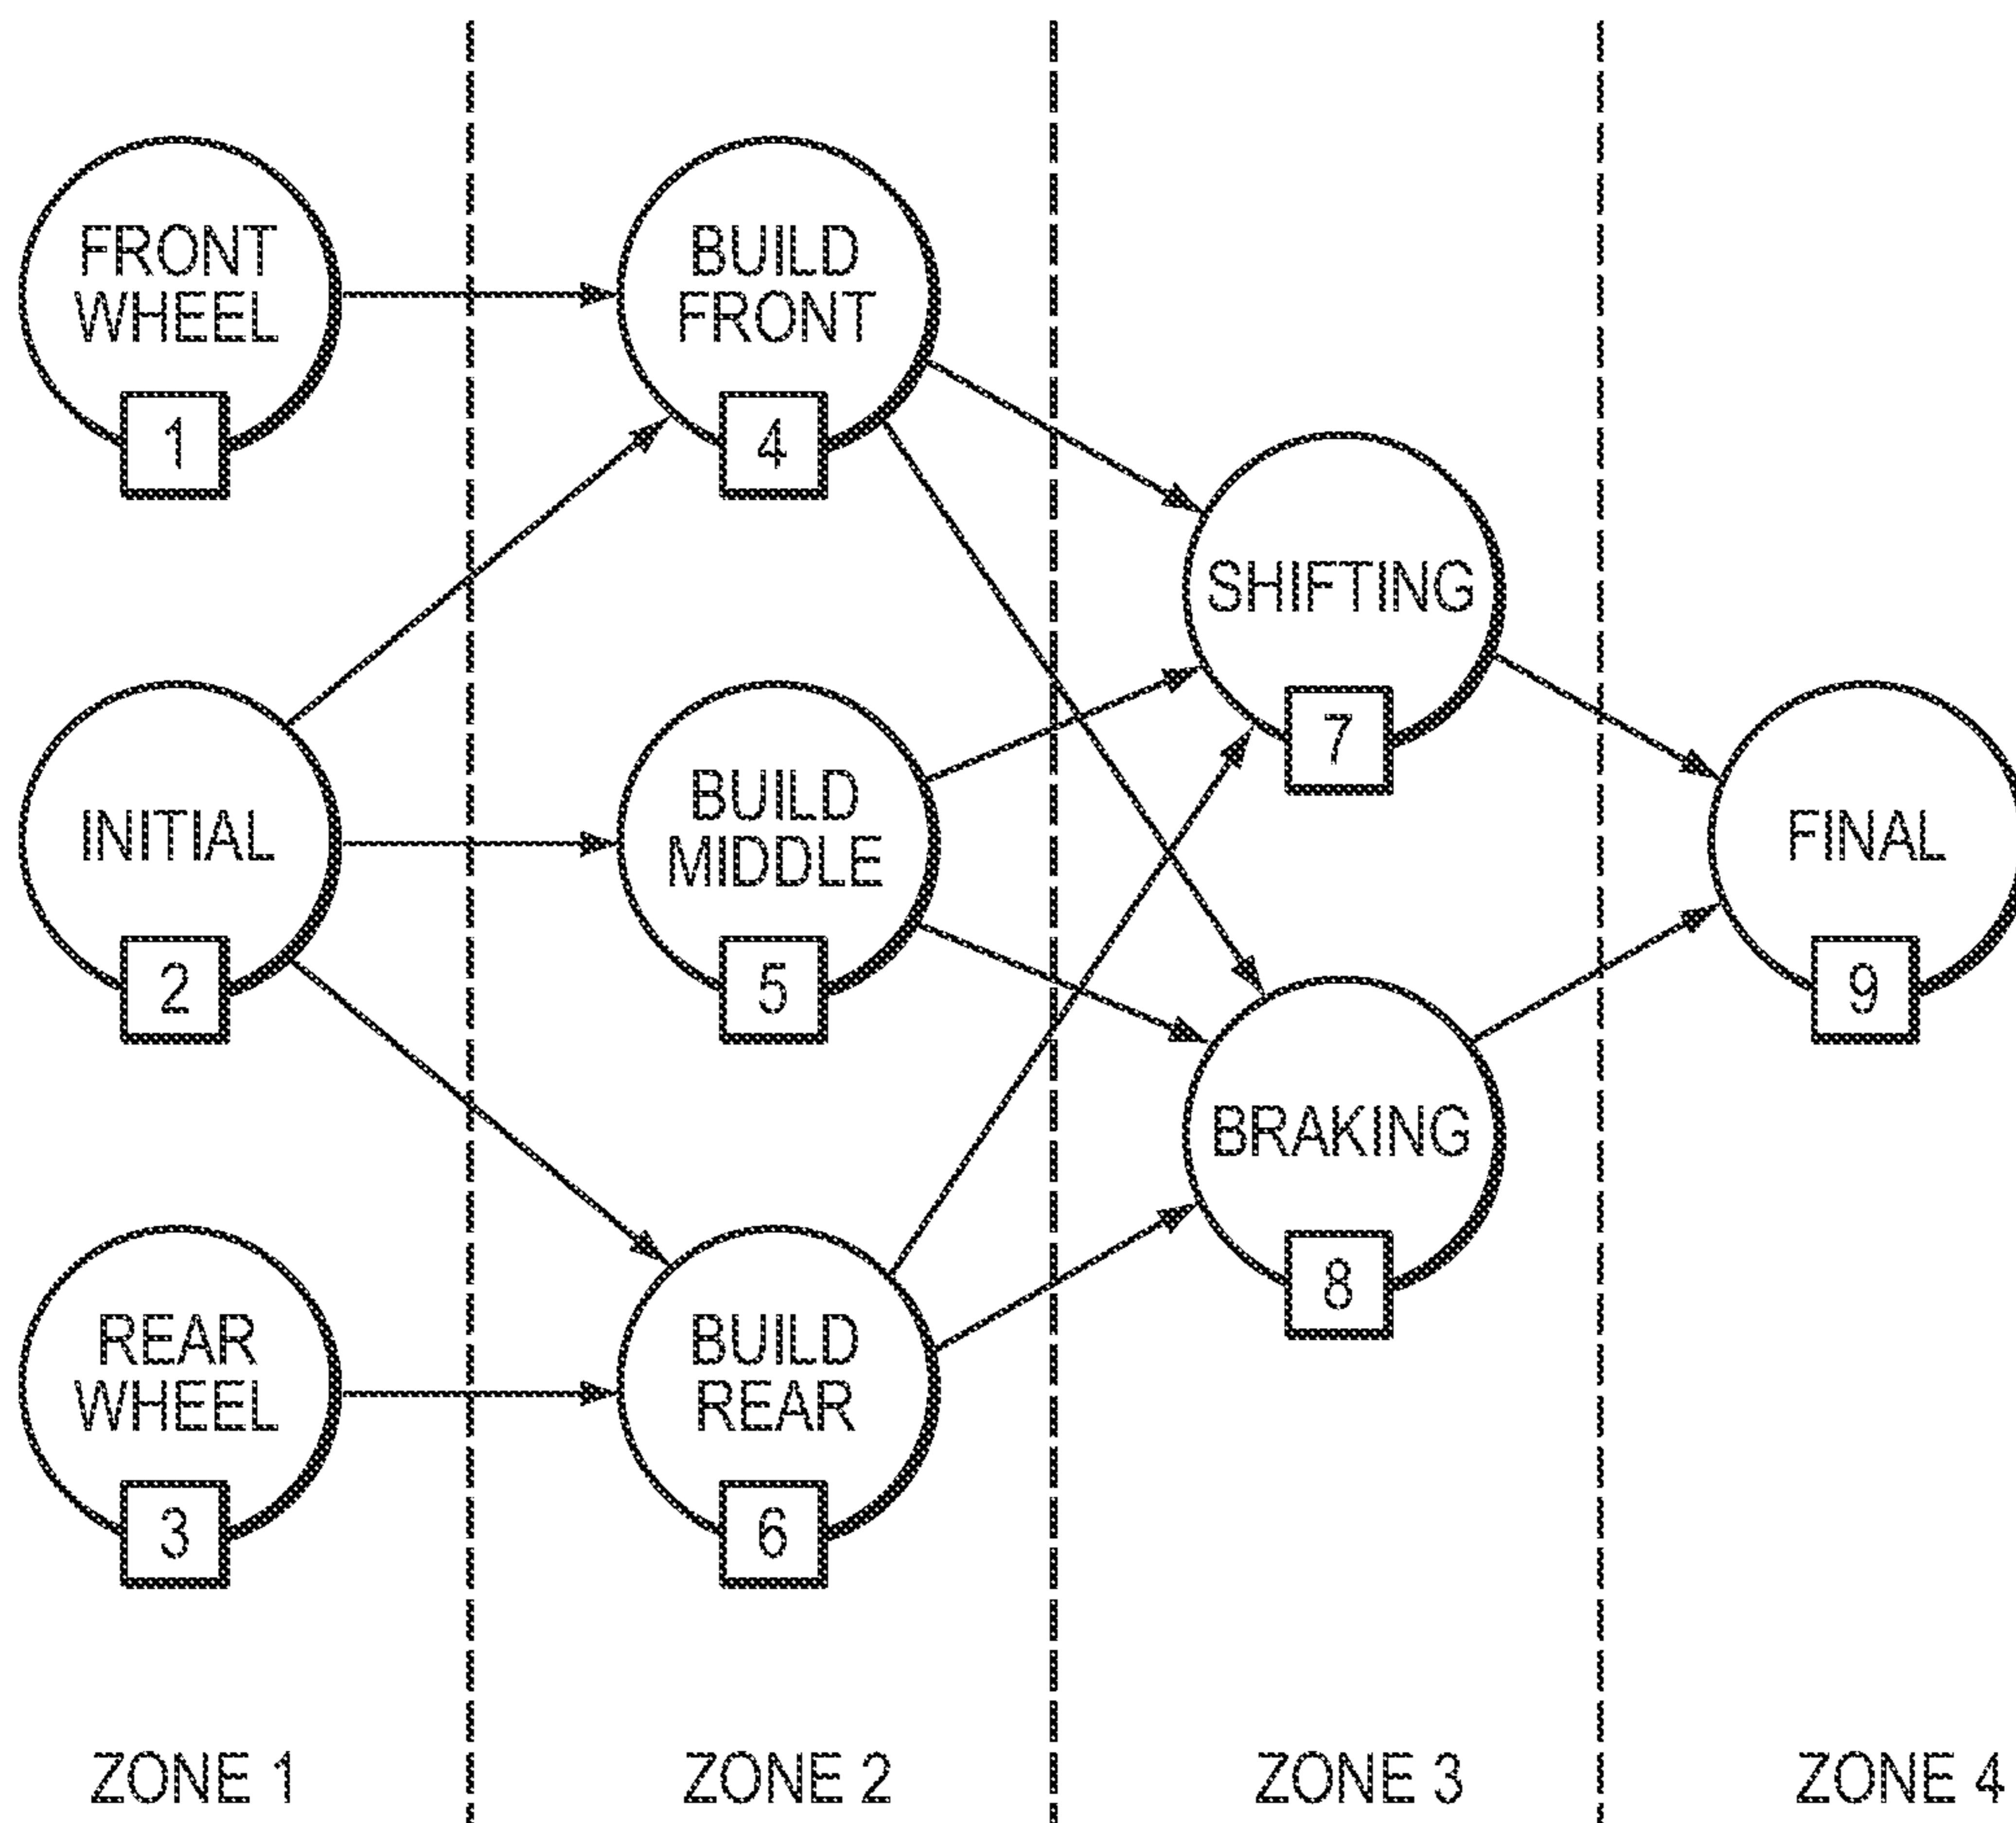 FRONT
WHEEL
1
INITIAL
2
REAR
WHEEL
3
BUILD
FRONT
4
BUILD
MIDDLE
5
BUILD
REAR
6
SHIFTING
7
BRAKING
8
FINAL
9
ZONE 1
ZONE 2
ZONE 3
ZONE 4